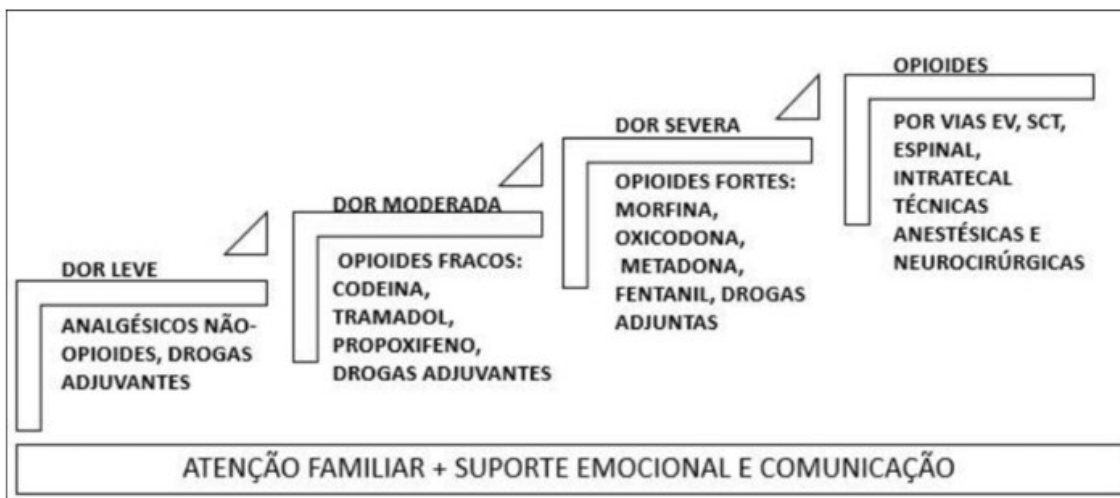 DOR LEVE
ANALGÉSICOS NÃO-
OPIOIDES, DROGAS
ADJUVANTES
DOR MODERADA
OPIOIDES FRACOS:
CODEINA,
TRAMADOL,
PROPOXIFENO,
DROGAS ADJUVANTES
DOR SEVERA
OPIOIDES FORTES:
MORFINA,
OXICODONA,
METADONA,
FENTANIL, DROGAS
ADJUNTAS
OPIOIDES
POR VIAS EV, SCT,
ESPINAL,
INTRATECAL
TÉCNICAS
ANESTÉSICAS E
NEUROCIRÚRGICAS
ATENÇÃO FAMILIAR + SUPORTE EMOCIONAL E COMUNICAÇÃO